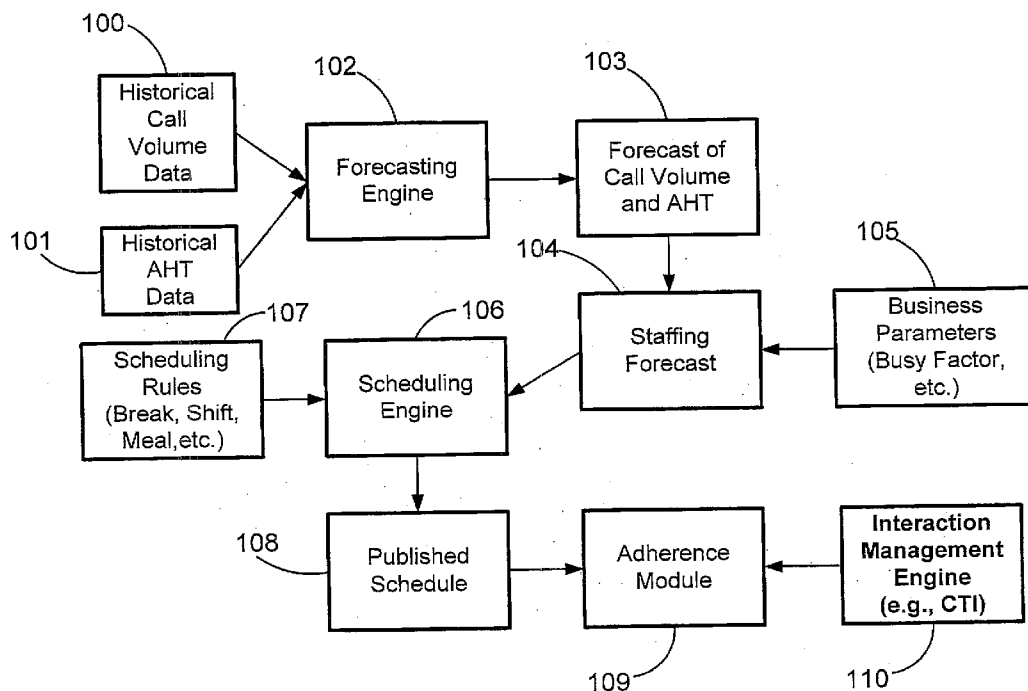 100
Historical
Call
Volume
Data
102
Forecasting
Engine
103
Forecast of
Call Volume
and AHT
101
Historical
AHT
Data
104
Staffing
Forecast
105
Business
Parameters
(Busy Factor,
etc.)
107
Scheduling
Rules
(Break, Shift,
Meal,etc.)
106
Scheduling
Engine
108
Published
Schedule
Adherence
Module
109
Interaction
Management
Engine
(e.g., CTI)
110